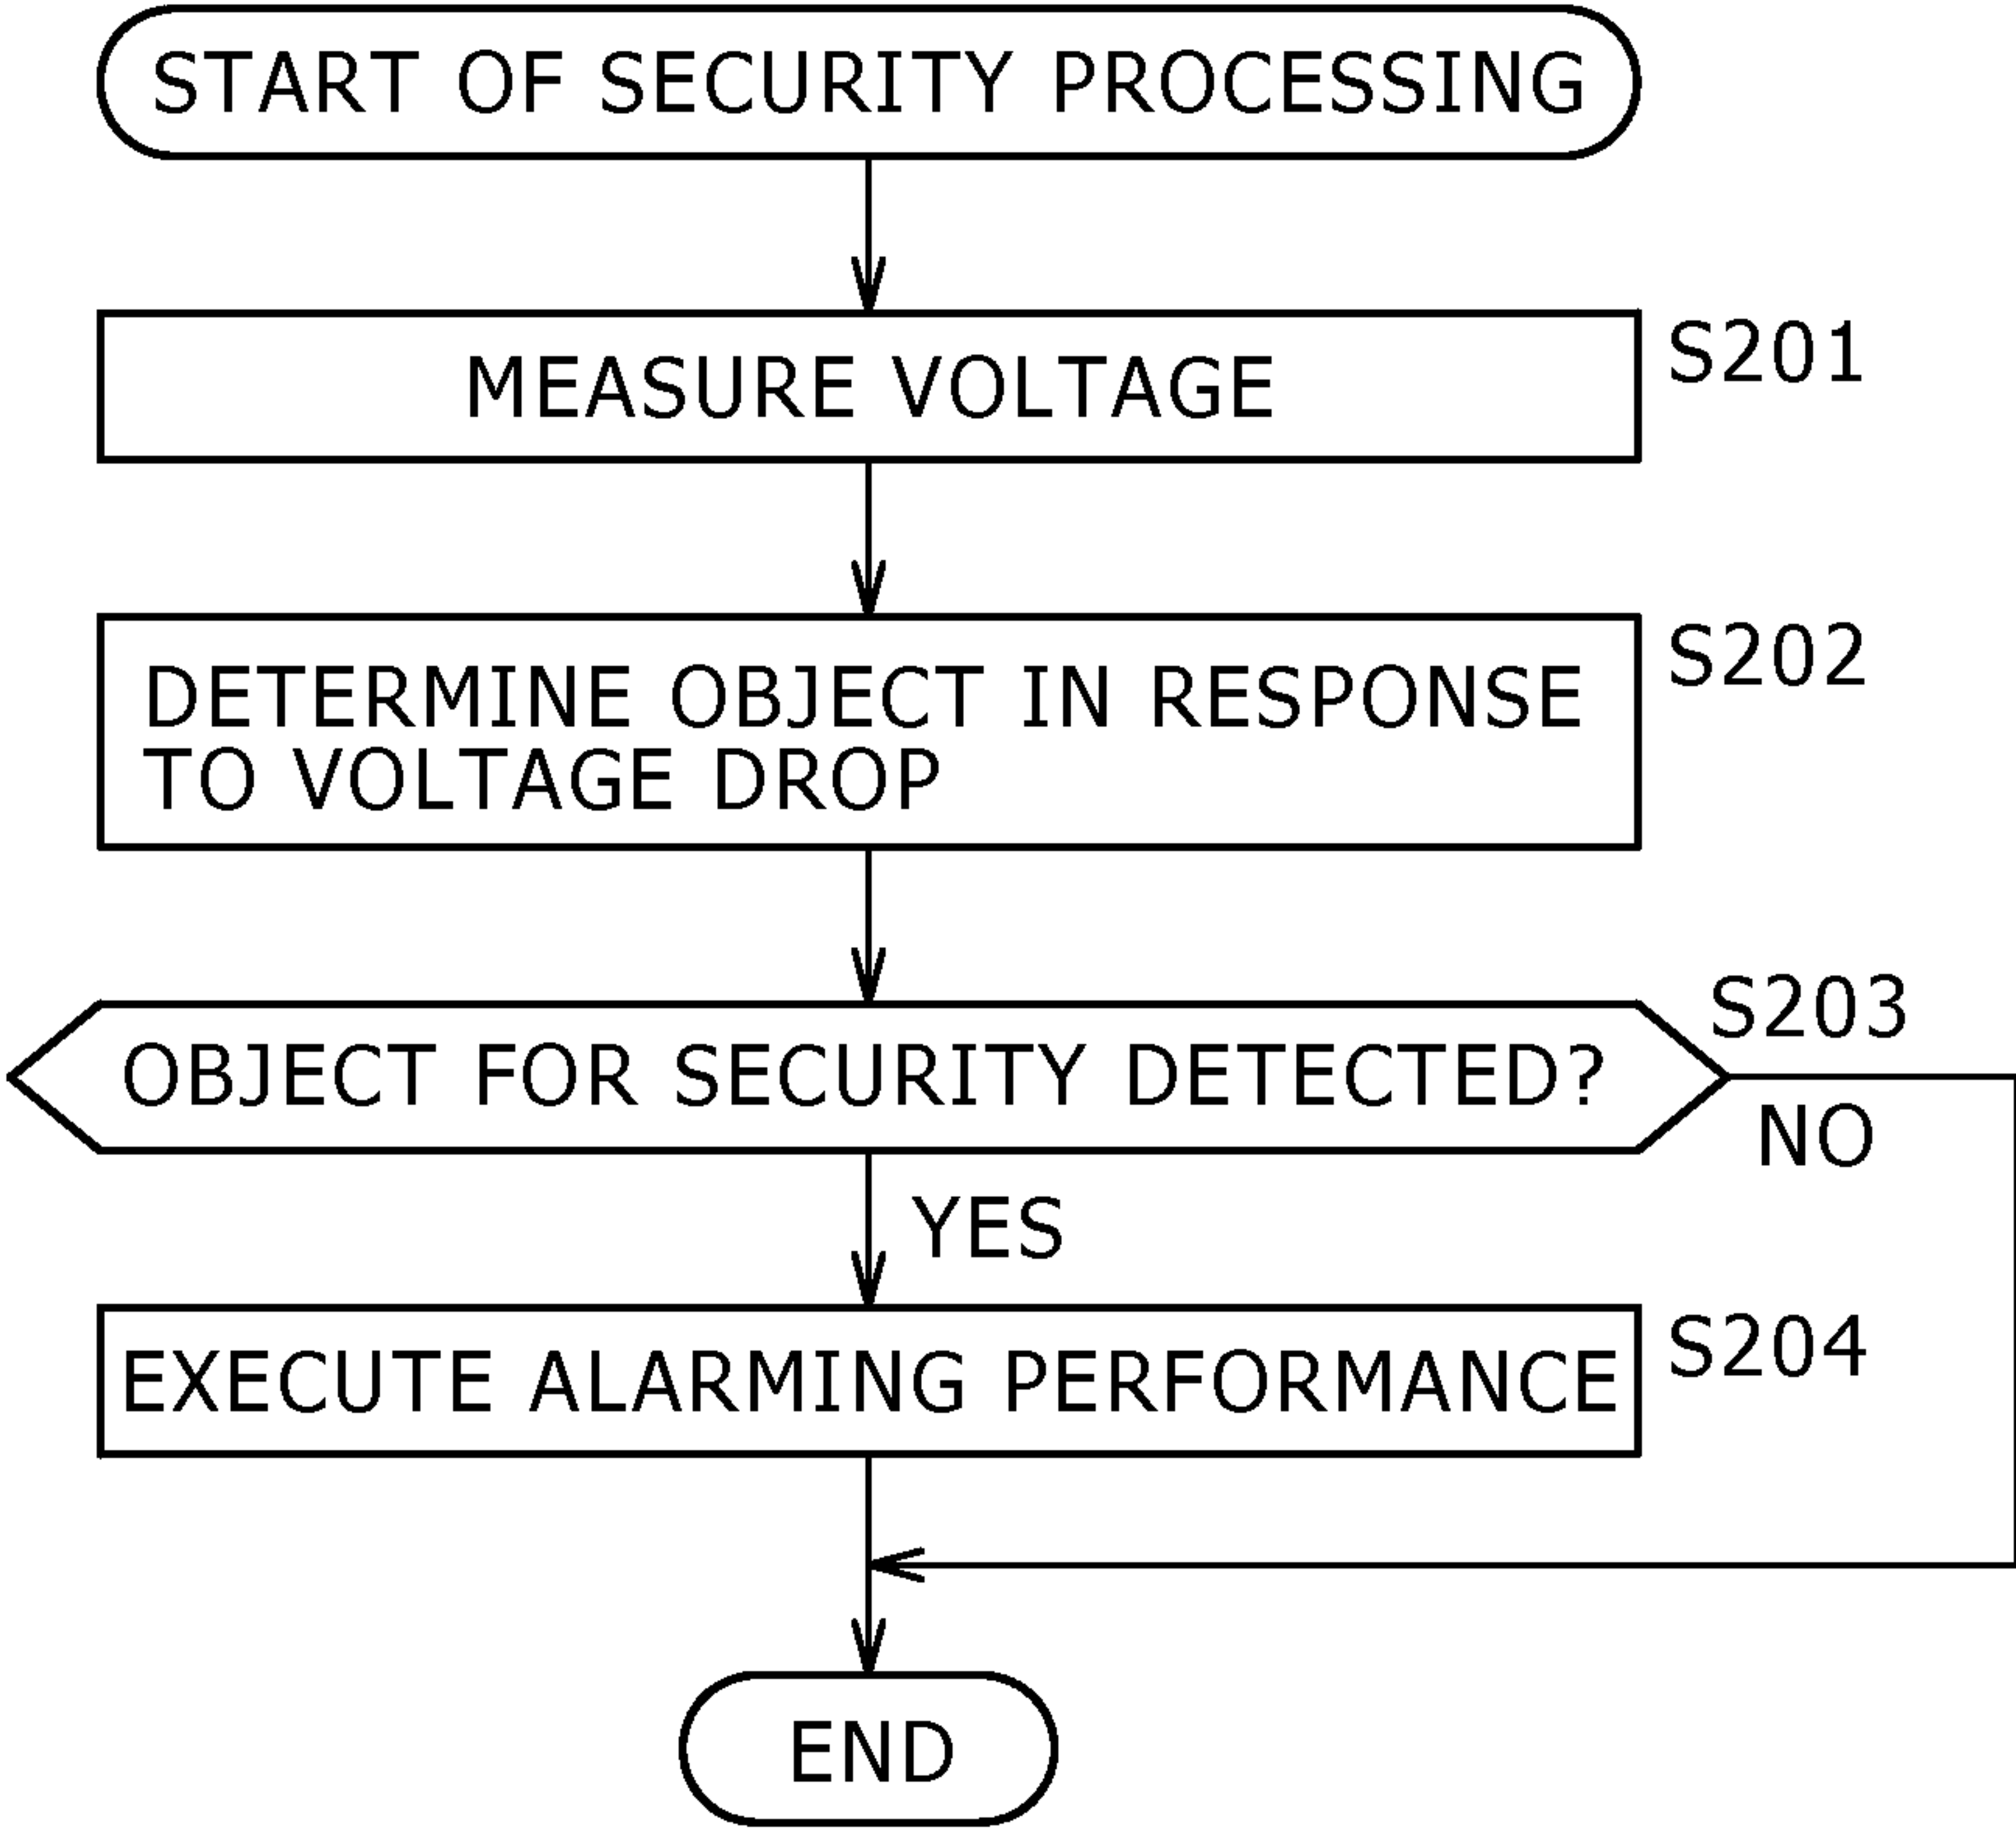 START OF SECURITY PROCESSING
MEASURE VOLTAGE
S201
DETERMINE OBJECT IN RESPONSE
TO VOLTAGE DROP
S202
OBJECT FOR SECURITY DETECTED?
S203
NO
YES
EXECUTE ALARMING PERFORMANCE
S204
END